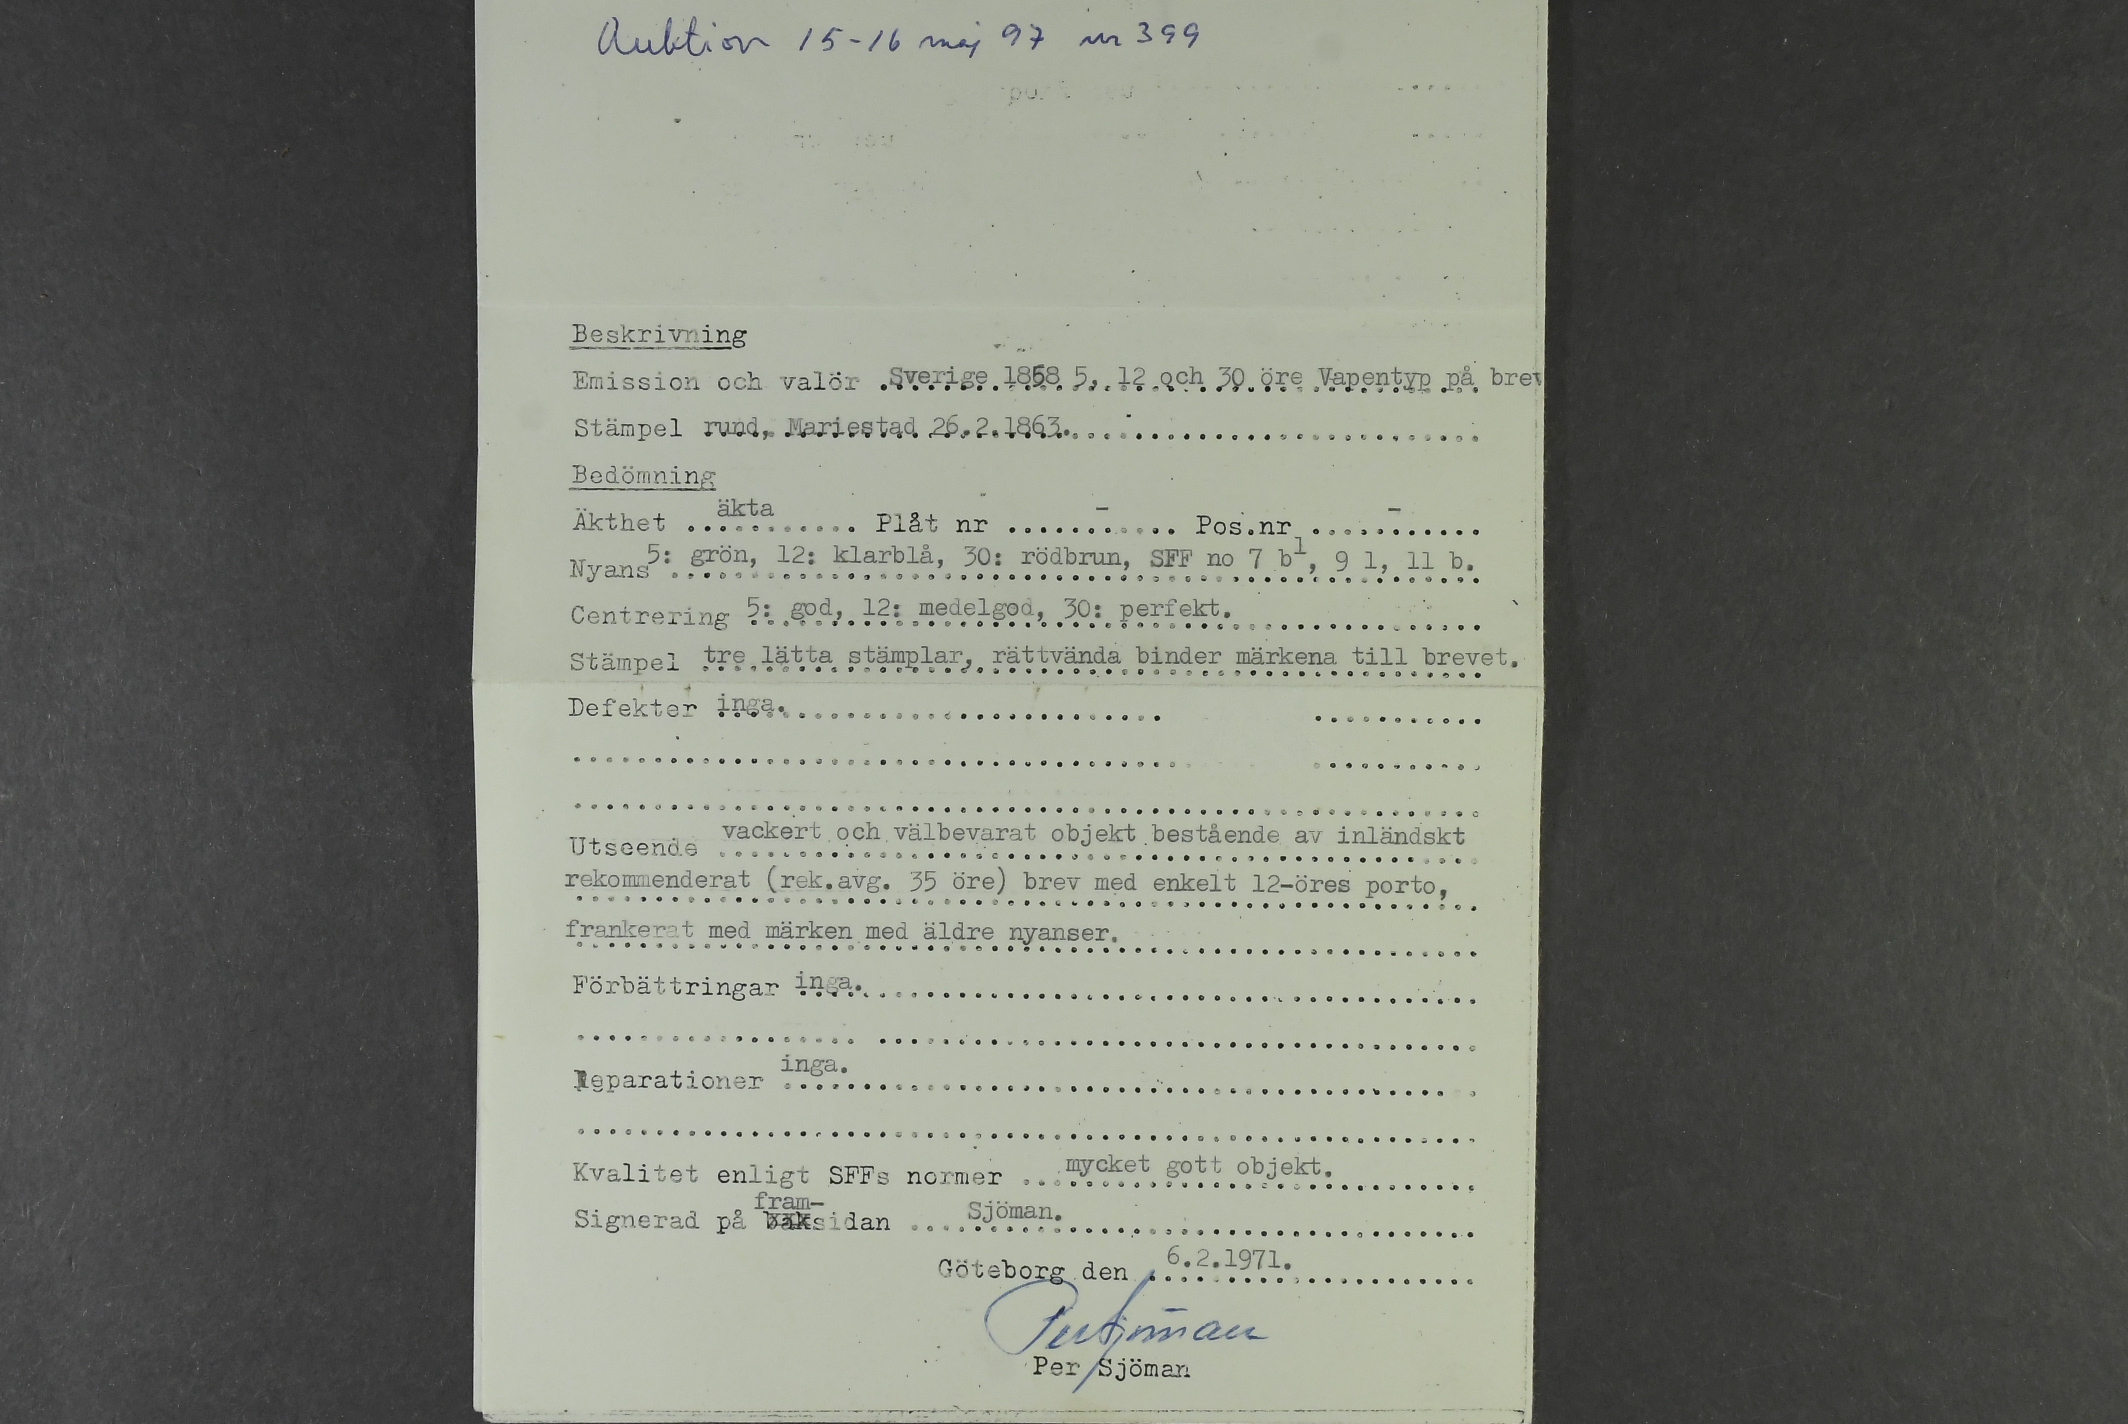 Auktion 15-16 maj 97 nr 399
Beskrivning
Emission och valör Sverige 1858 5, 12 och 30 öre Vapentyp på brev
Stämpel rund, Mariestad 26.2.1863.
Bedömning
Äkthet äkta Plåt nr - Pos.nr -
Nyans 5: grön, 12: klarblå, 30: rödbrun, SFF no 7 b1, 9 l, 11 b.
Centrering 5: god, 12: medelgod, 30: perfekt.
Stämpel tre lätta stämplar, rättvända binder märkena till brevet.
Defekter inga.
Utseende vackert och välbevarat objekt bestående av inländskt
rekommenderat (rek.avg. 35 öre) brev med enkelt 12-öres porto,
frankerat med märken med äldre nyanser.
Förbättringar inga.
Reparationer inga.
Kvalitet enligt SFFs normer mycket gott objekt.
fram-
Signerad på baksidan Sjöman.
Göteborg den 6.2.1971.
Per Sjöman
Per Sjöman